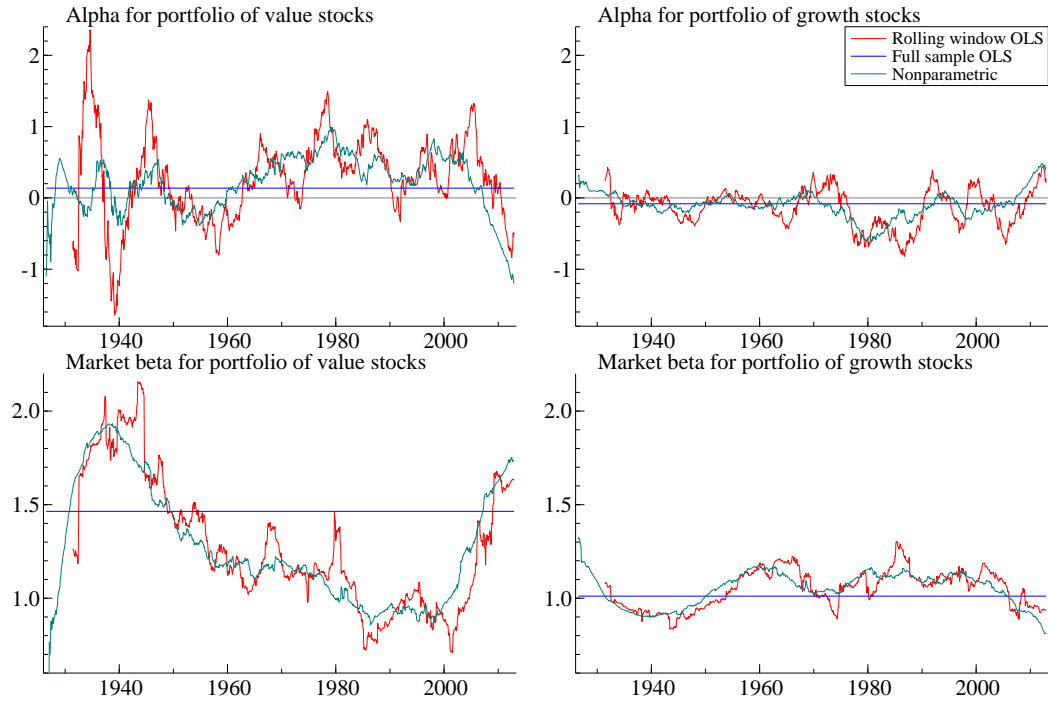 Alpha for portfolio of value stocks
2
1
0
-1
1940 1960 1980 2000
Alpha for portfolio of growth stocks
Rolling window OLS
Full sample OLS
Nonparametric
2
1
0
-1
1940 1960 1980 2000
Market beta for portfolio of value stocks
2.0
1.5
1.0
1940 1960 1980 2000
Market beta for portfolio of growth stocks
2.0
1.5
1.0
1940 1960 1980 2000